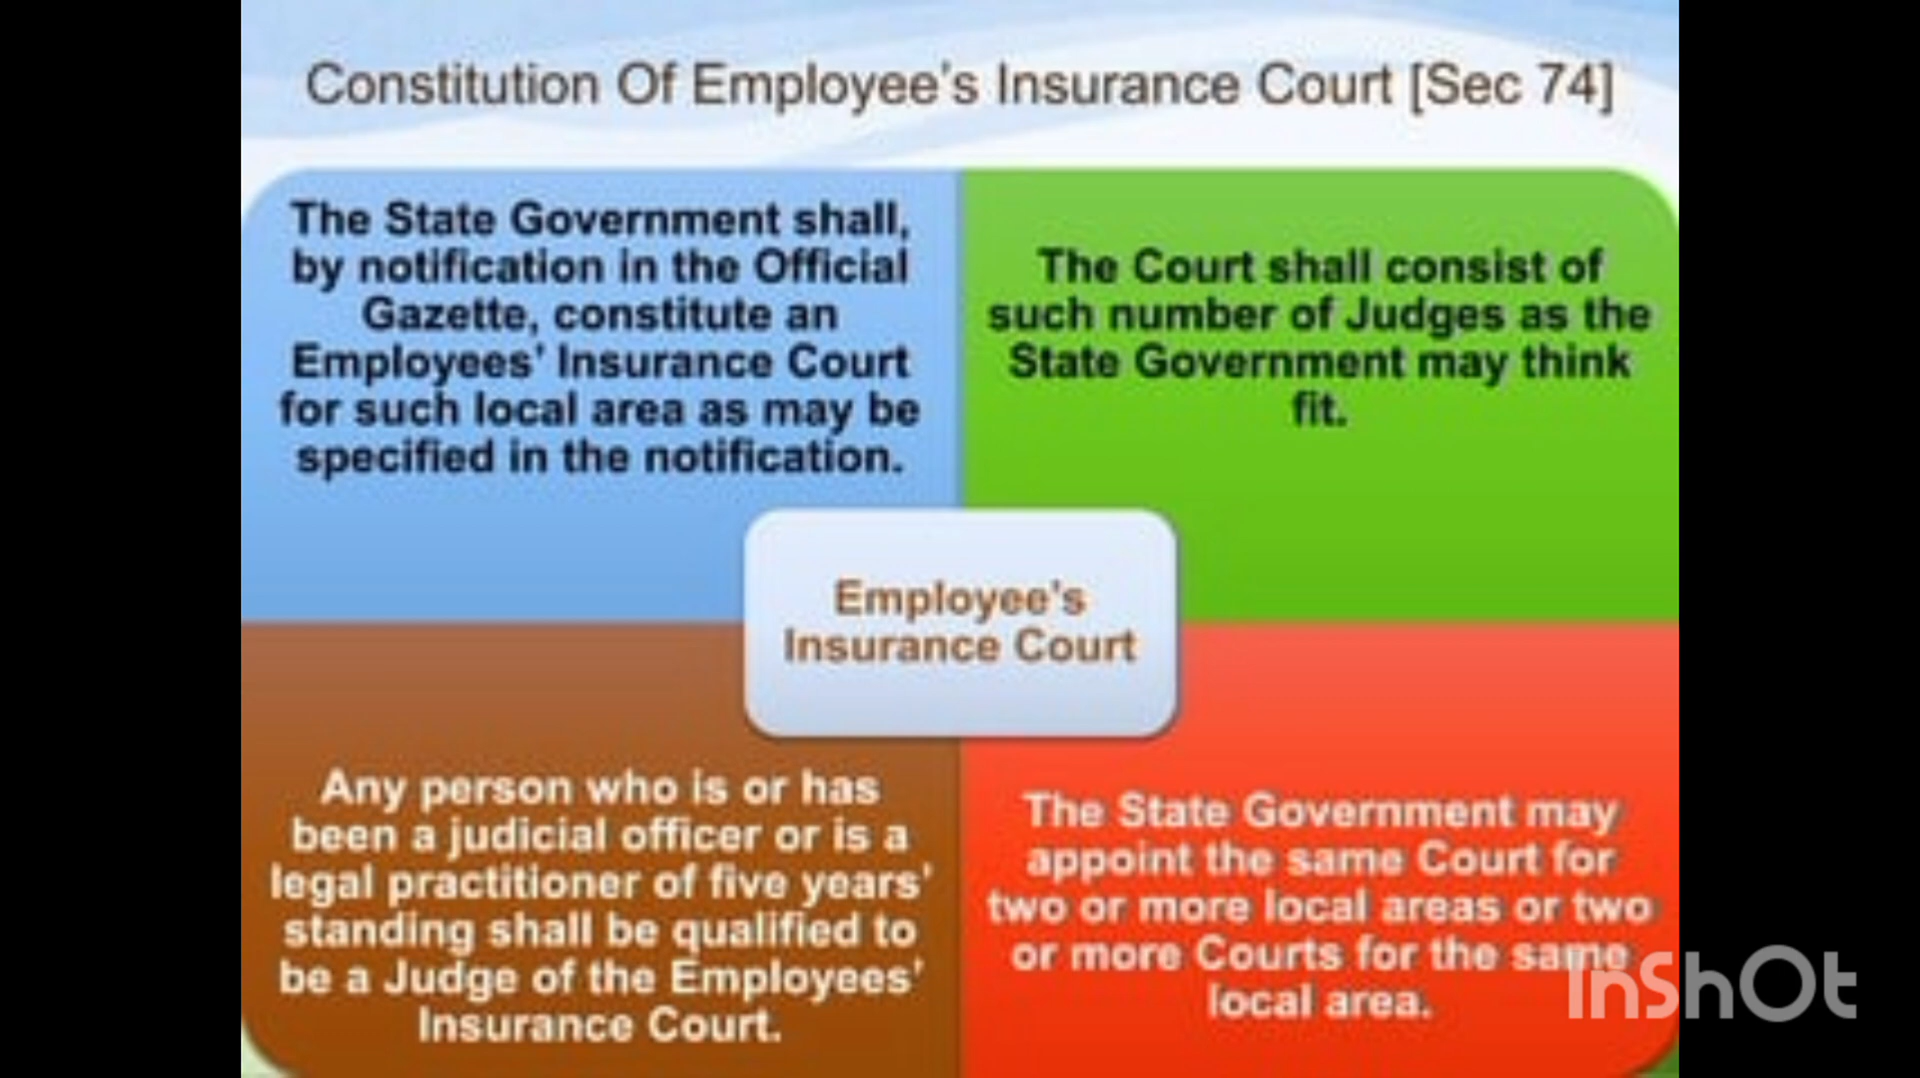 Constitution Of Employee's Insurance Court [Sec 74]
The State Government shall,
by notification in the Official
Gazette, constitute an
Employees' Insurance Court
for such local area as may be
specified in the notification.
The Court shall consist of
such number of Judges as the
State Government may think
fit.
Employee's
Insurance Court
Any person who is or has
been a judicial officer or is a
legal practitioner of five years'
standing shall be qualified to
be a Judge of the Employees'
Insurance Court.
The State Government may
appoint the same Court for
two or more local areas or two
or more Courts for the same
local area.
InShOt